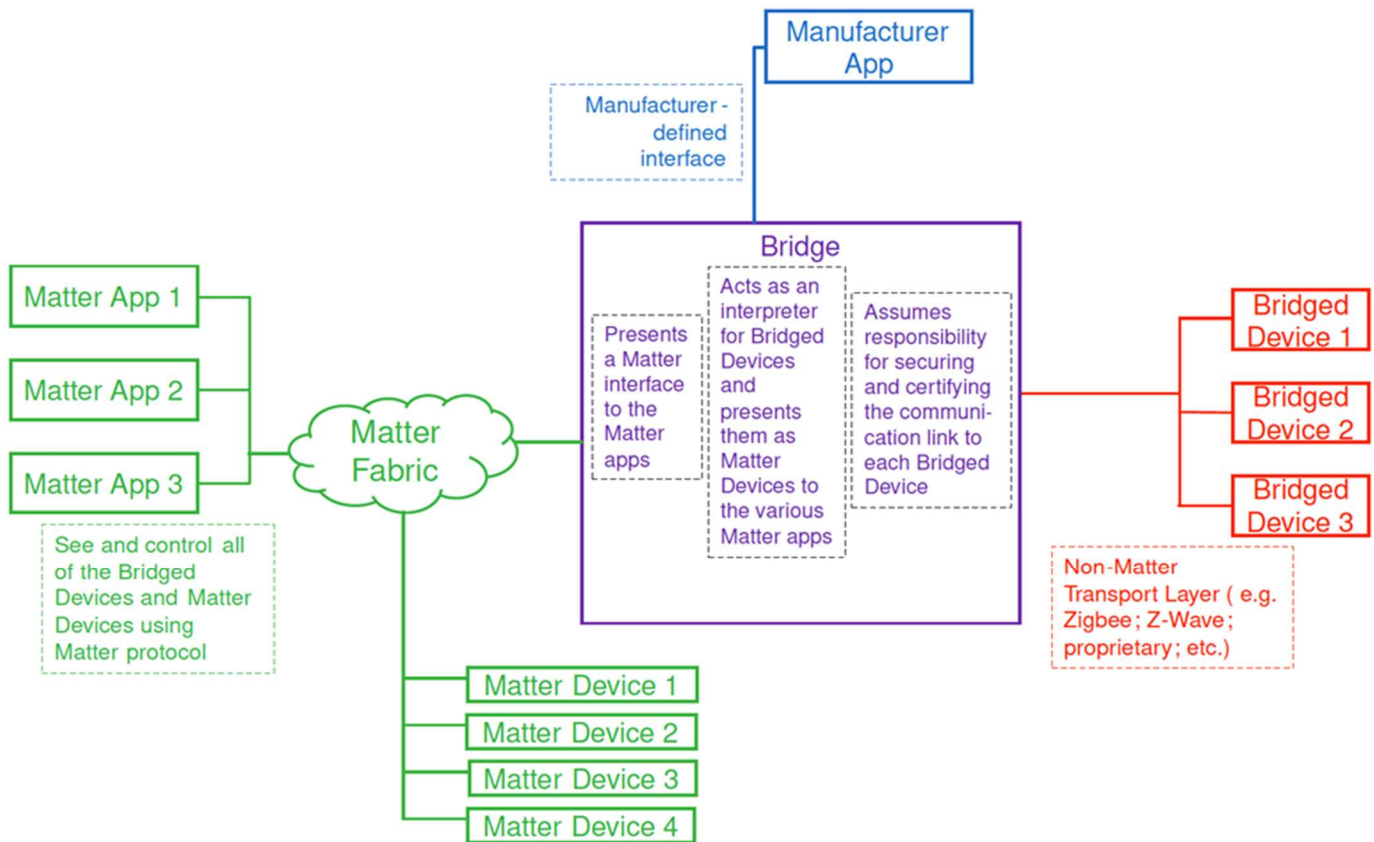 Manufacturer
App
Manufacturer -
defined
interface
Bridge
Matter App 1
Matter App 2
Matter App 3
See and control all
of the Bridged
Devices and Matter
Devices using
Matter protocol
Matter
Fabric
Presents
a Matter
interface
to the
Matter
apps
Acts as an
interpreter
for Bridged
Devices
and
presents
them as
Matter
Devices to
the various
Matter apps
Assumes
responsibility
for securing
and certifying
the communi-
cation link to
each Bridged
Device
Bridged
Device 1
Bridged
Device 2
Bridged
Device 3
Non-Matter
Transport Layer ( e.g.
Zigbee ; Z-Wave ;
proprietary ; etc.)
Matter Device 1
Matter Device 2
Matter Device 3
Matter Device 4